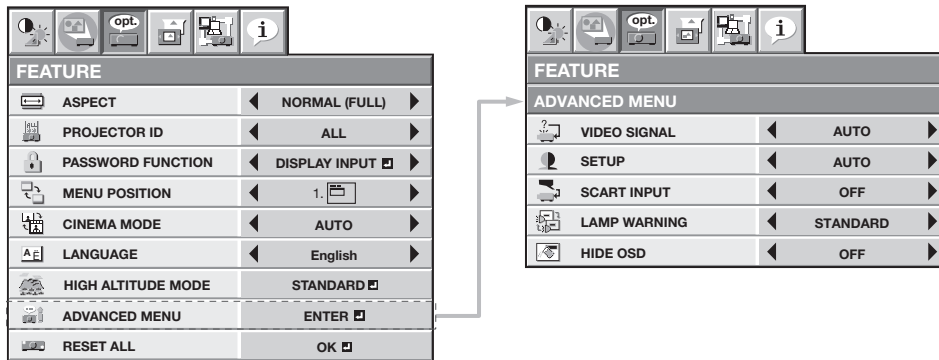 opt.
i
FEATURE
ASPECT NORMAL (FULL)
PROJECTOR ID ALL
PASSWORD FUNCTION DISPLAY INPUT
MENU POSITION 1.
CINEMA MODE AUTO
A É LANGUAGE English
HIGH ALTITUDE MODE STANDARD
ADVANCED MENU ENTER
RESET ALL OK
opt.
i
FEATURE
ADVANCED MENU
? VIDEO SIGNAL AUTO
SETUP AUTO
SCART INPUT OFF
LAMP WARNING STANDARD
HIDE OSD OFF